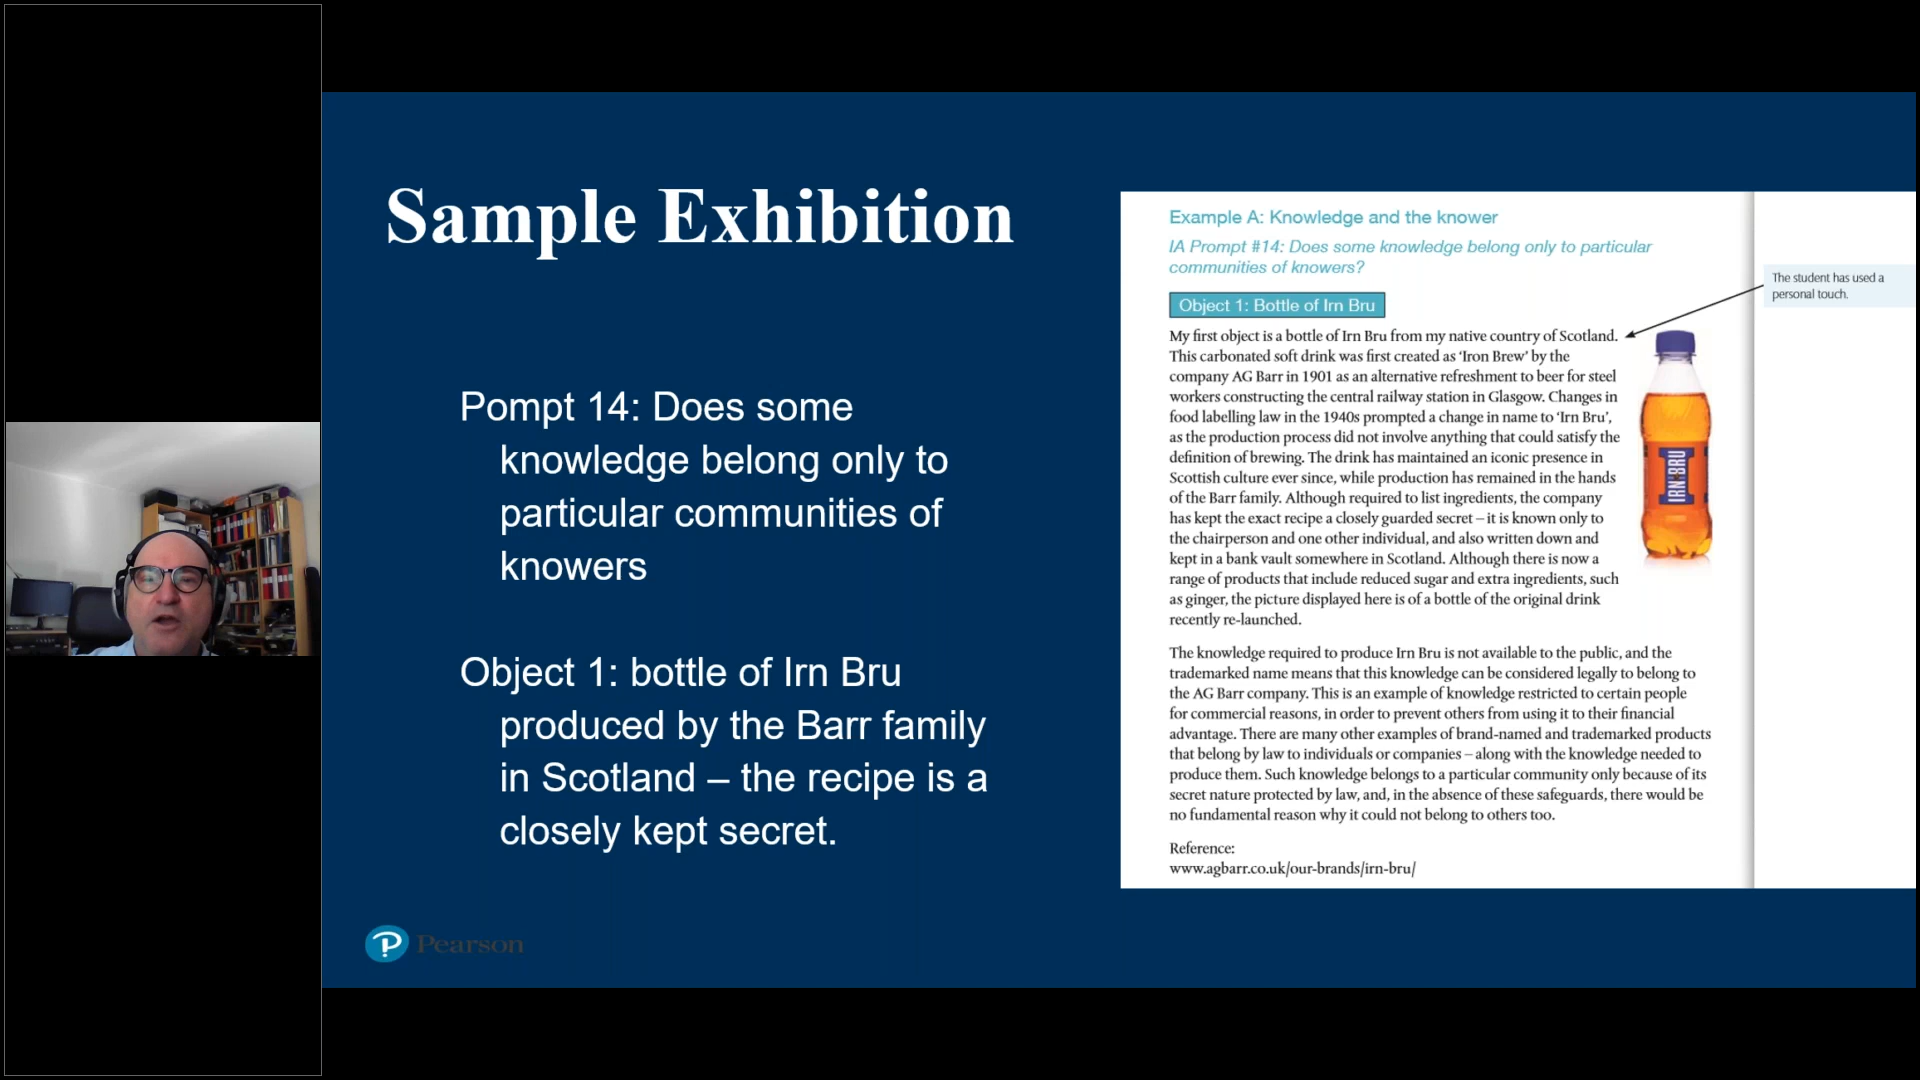 Sample Exhibition
Pompt 14: Does some
knowledge belong only to
particular communities of
knowers
Object 1: bottle of Irn Bru
produced by the Barr family
in Scotland – the recipe is a
closely kept secret.
Pearson
Example A: Knowledge and the knower
IA Prompt #14: Does some knowledge belong only to particular
communities of knowers?
Object 1: Bottle of Irn Bru
My first object is a bottle of Irn Bru from my native country of Scotland.
This carbonated soft drink was first created as ‘Iron Brew’ by the
company AG Barr in 1901 as an alternative refreshment to beer for steel
workers constructing the central railway station in Glasgow. Changes in
food labelling law in the 1940s prompted a change in name to ‘Irn Bru’,
as the production process did not involve anything that could satisfy the
definition of brewing. The drink has maintained an iconic presence in
Scottish culture ever since, while production has remained in the hands
of the Barr family. Although required to list ingredients, the company
has kept the exact recipe a closely guarded secret – it is known only to
the chairperson and one other individual, and also written down and
kept in a bank vault somewhere in Scotland. Although there is now a
range of products that include reduced sugar and extra ingredients, such
as ginger, the picture displayed here is of a bottle of the original drink
recently re-launched.
The knowledge required to produce Irn Bru is not available to the public, and the
trademarked name means that this knowledge can be considered legally to belong to
the AG Barr company. This is an example of knowledge restricted to certain people
for commercial reasons, in order to prevent others from using it to their financial
advantage. There are many other examples of brand-named and trademarked products
that belong by law to individuals or companies – along with the knowledge needed to
produce them. Such knowledge belongs to a particular community only because of its
secret nature protected by law, and, in the absence of these safeguards, there would be
no fundamental reason why it could not belong to others too.
Reference:
www.agbarr.co.uk/our-brands/irn-bru/
The student has used a
personal touch.
IRN-BRU